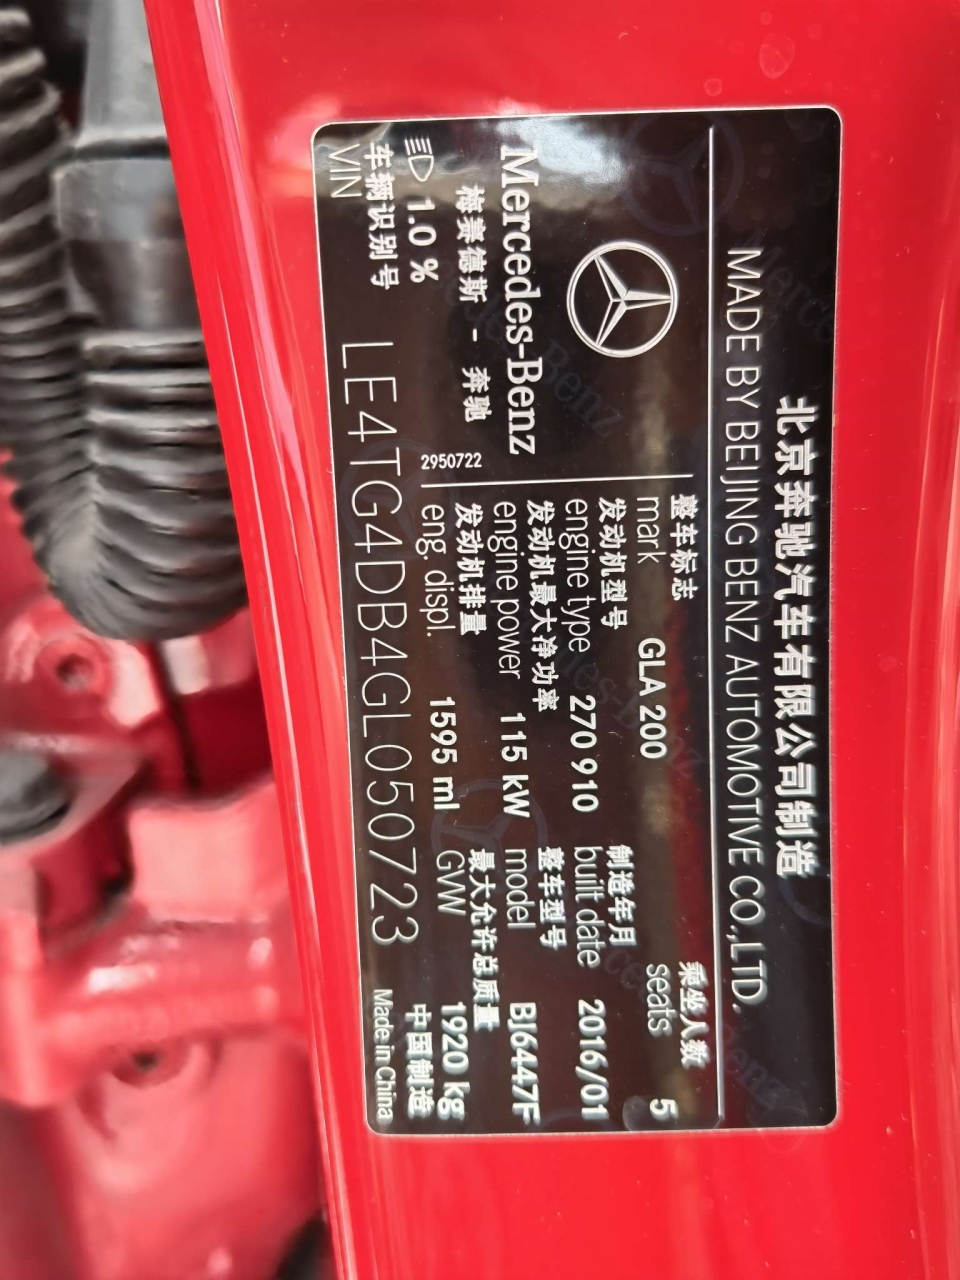 北京奔驰汽车有限公司制造
MADE BY BEIJING BENZ AUTOMOTIVE CO.,LTD.
整车标志
mark GLA 200
乘坐人数
seats 5
发动机型号
engine type 270 910
制造年月
built date 2016/01
发动机最大净功率
engine power 115 kW
整车型号
model BJ6447F
发动机排量
eng. displ. 1595 ml
最大允许总质量
GWW 1920 kg
Mercedes-Benz
梅赛德斯 - 奔驰
2950722
1.0 %
车辆识别号
VIN LE4TG4DB4GL050723
中国制造
Made in China